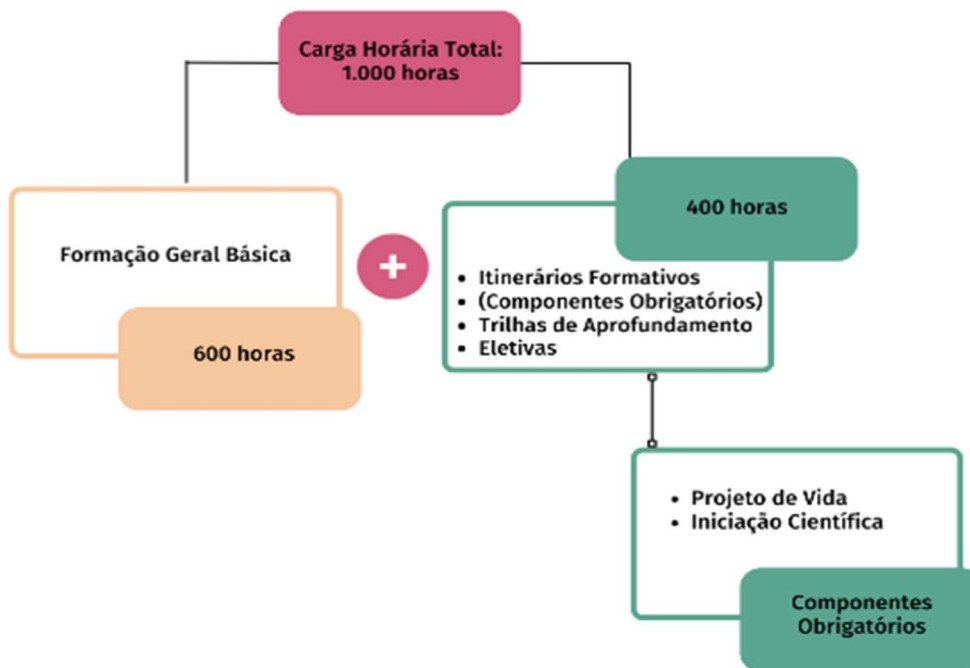 Carga Horária Total:
1.000 horas
Formação Geral Básica
600 horas
+
400 horas
• Itinerários Formativos
• (Componentes Obrigatórios)
• Trilhas de Aprofundamento
• Eletivas
• Projeto de Vida
• Iniciação Científica
Componentes
Obrigatórios